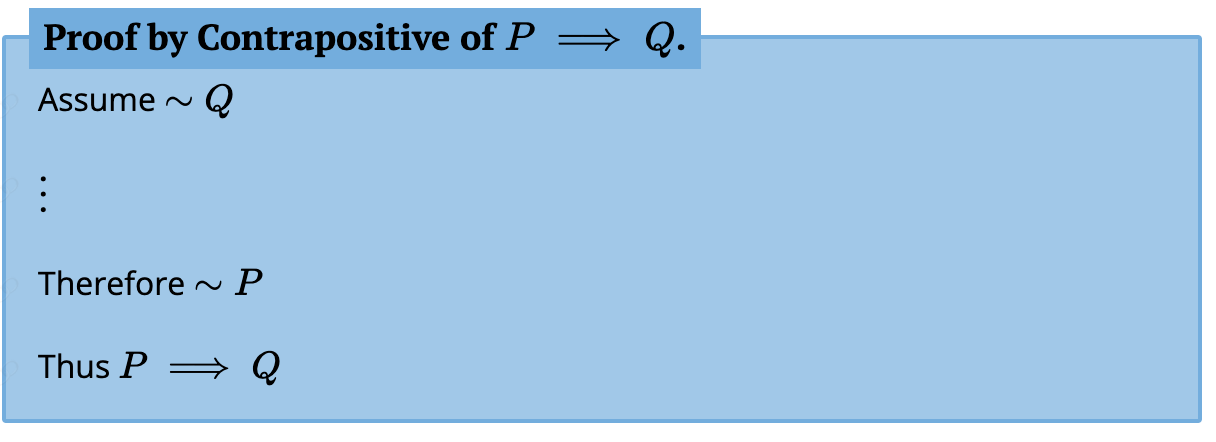 Proof by Contrapositive of P ⟹ Q.
Assume ∼ Q
⋮
Therefore ∼ P
Thus P ⟹ Q